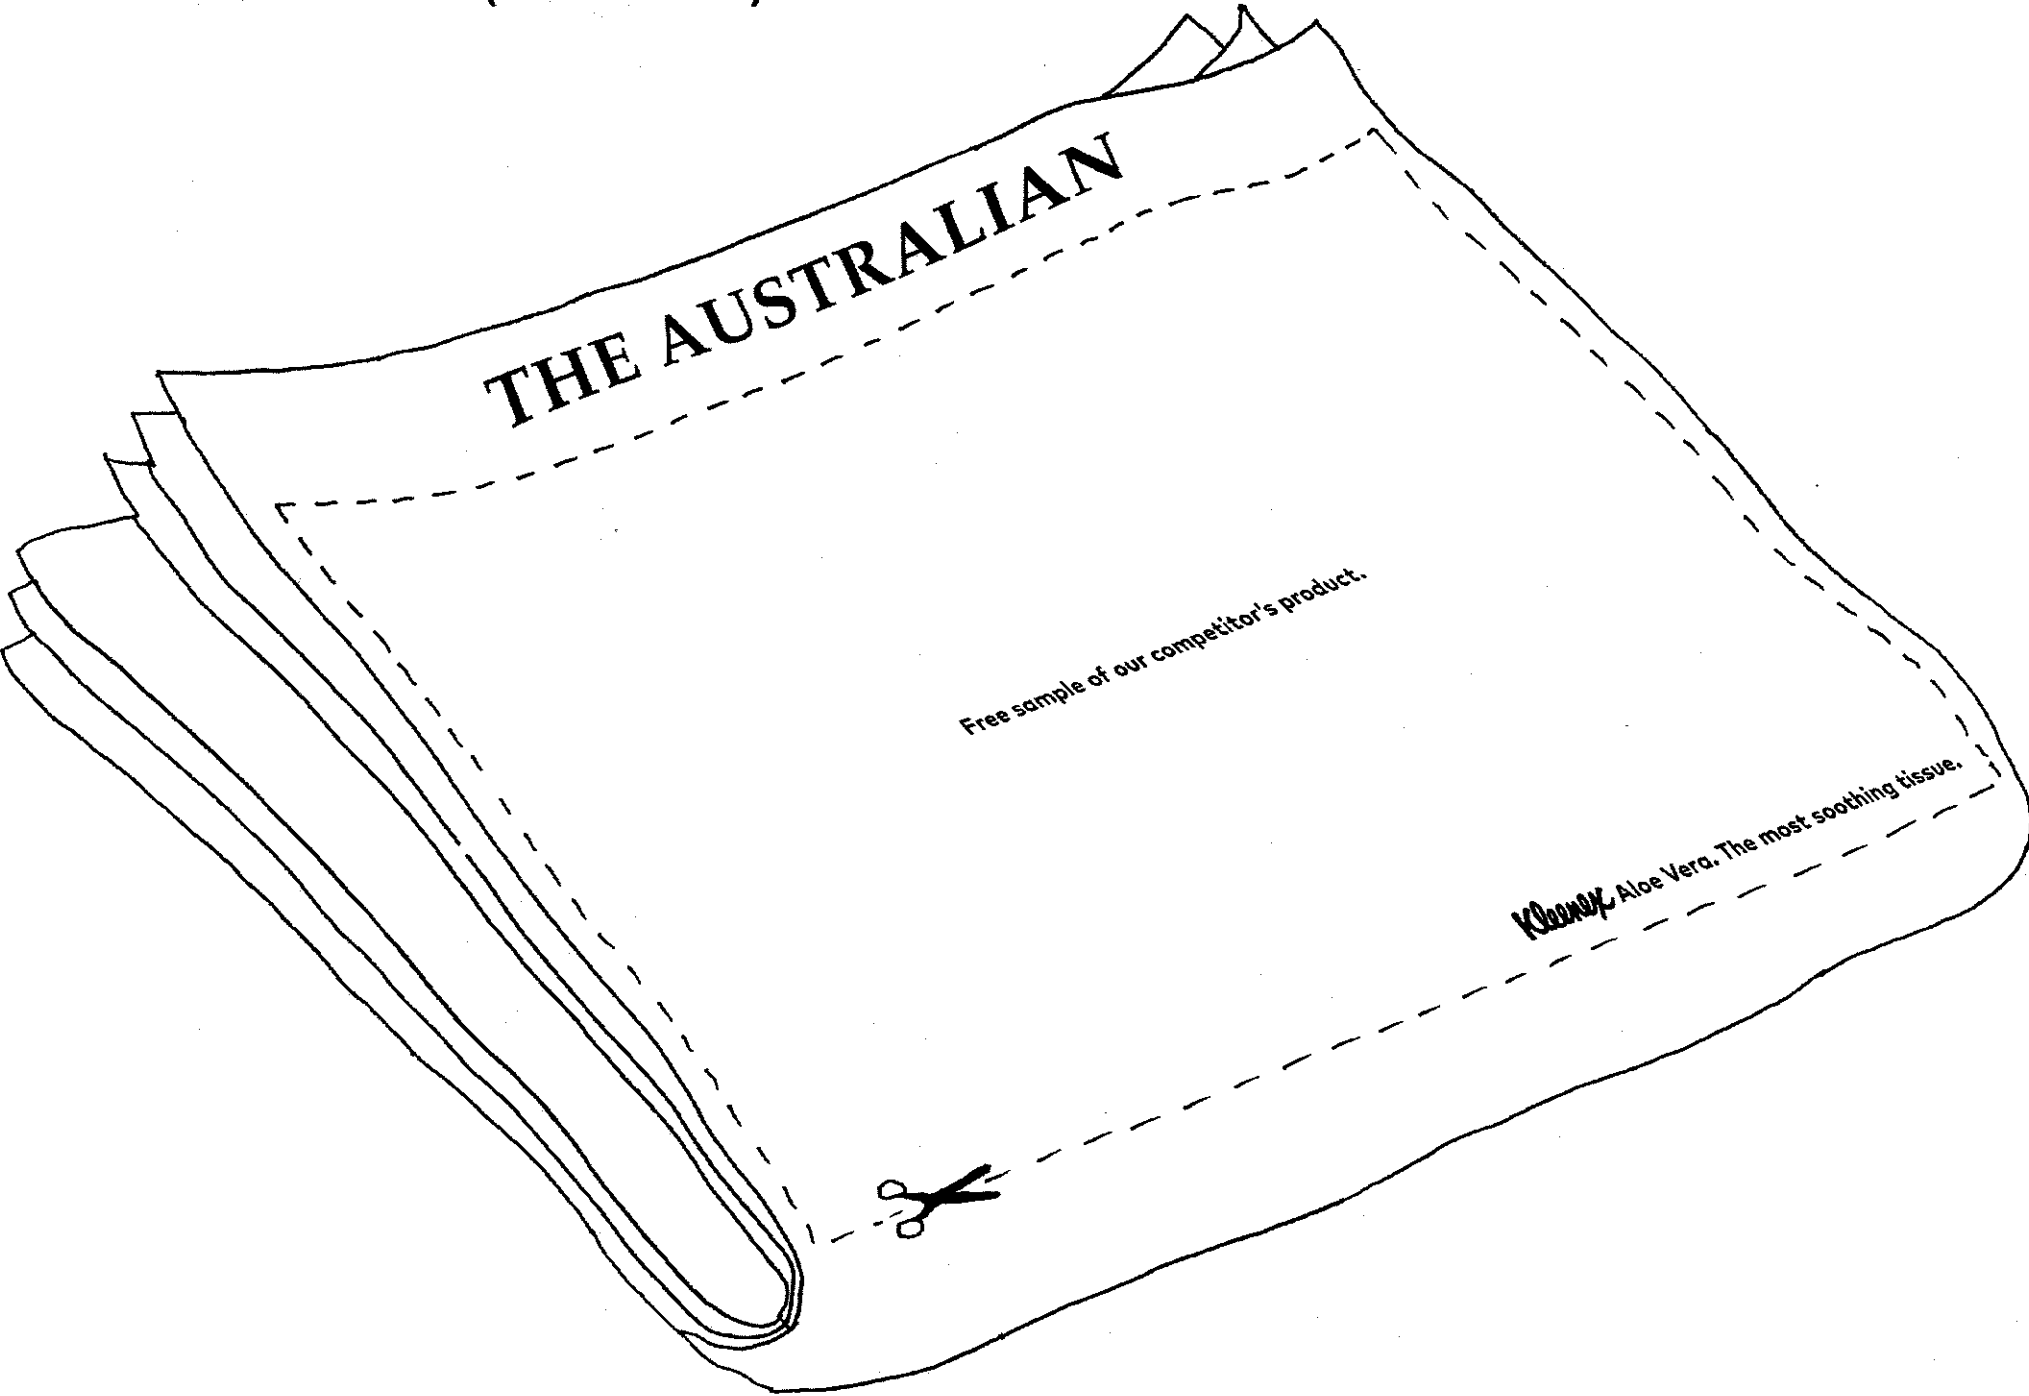 THE AUSTRALIAN
Free sample of our competitor's product.
Kleenex Aloe Vera. The most soothing tissue.